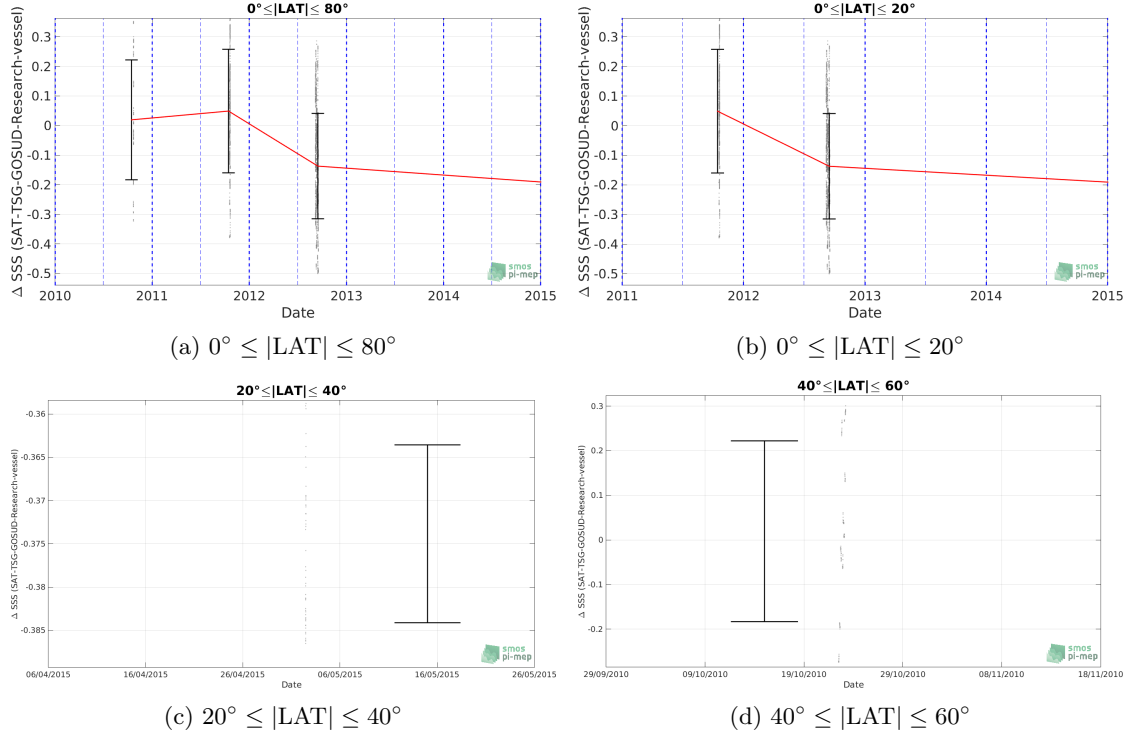 0°≤|LAT|≤ 80°
Δ SSS (SAT-TSG-GOSUD-Research-vessel)
0.3
0.2
0.1
0
-0.1
-0.2
-0.3
-0.4
-0.5
smos
pi-mep
2010 2011 2012 2013 2014 2015
Date
(a) 0° ≤ |LAT| ≤ 80°
0°≤|LAT|≤ 20°
Δ SSS (SAT-TSG-GOSUD-Research-vessel)
0.3
0.2
0.1
0
-0.1
-0.2
-0.3
-0.4
-0.5
smos
pi-mep
2011 2012 2013 2014 2015
Date
(b) 0° ≤ |LAT| ≤ 20°
20°≤|LAT|≤ 40°
Δ SSS (SAT-TSG-GOSUD-Research-vessel)
-0.36
-0.365
-0.37
-0.375
-0.38
-0.385
smos
pi-mep
06/04/2015 16/04/2015 26/04/2015 06/05/2015 16/05/2015 26/05/2015
Date
(c) 20° ≤ |LAT| ≤ 40°
40°≤|LAT|≤ 60°
Δ SSS (SAT-TSG-GOSUD-Research-vessel)
0.3
0.2
0.1
0
-0.1
-0.2
smos
pi-mep
29/09/2010 09/10/2010 19/10/2010 29/10/2010 08/11/2010 18/11/2010
Date
(d) 40° ≤ |LAT| ≤ 60°